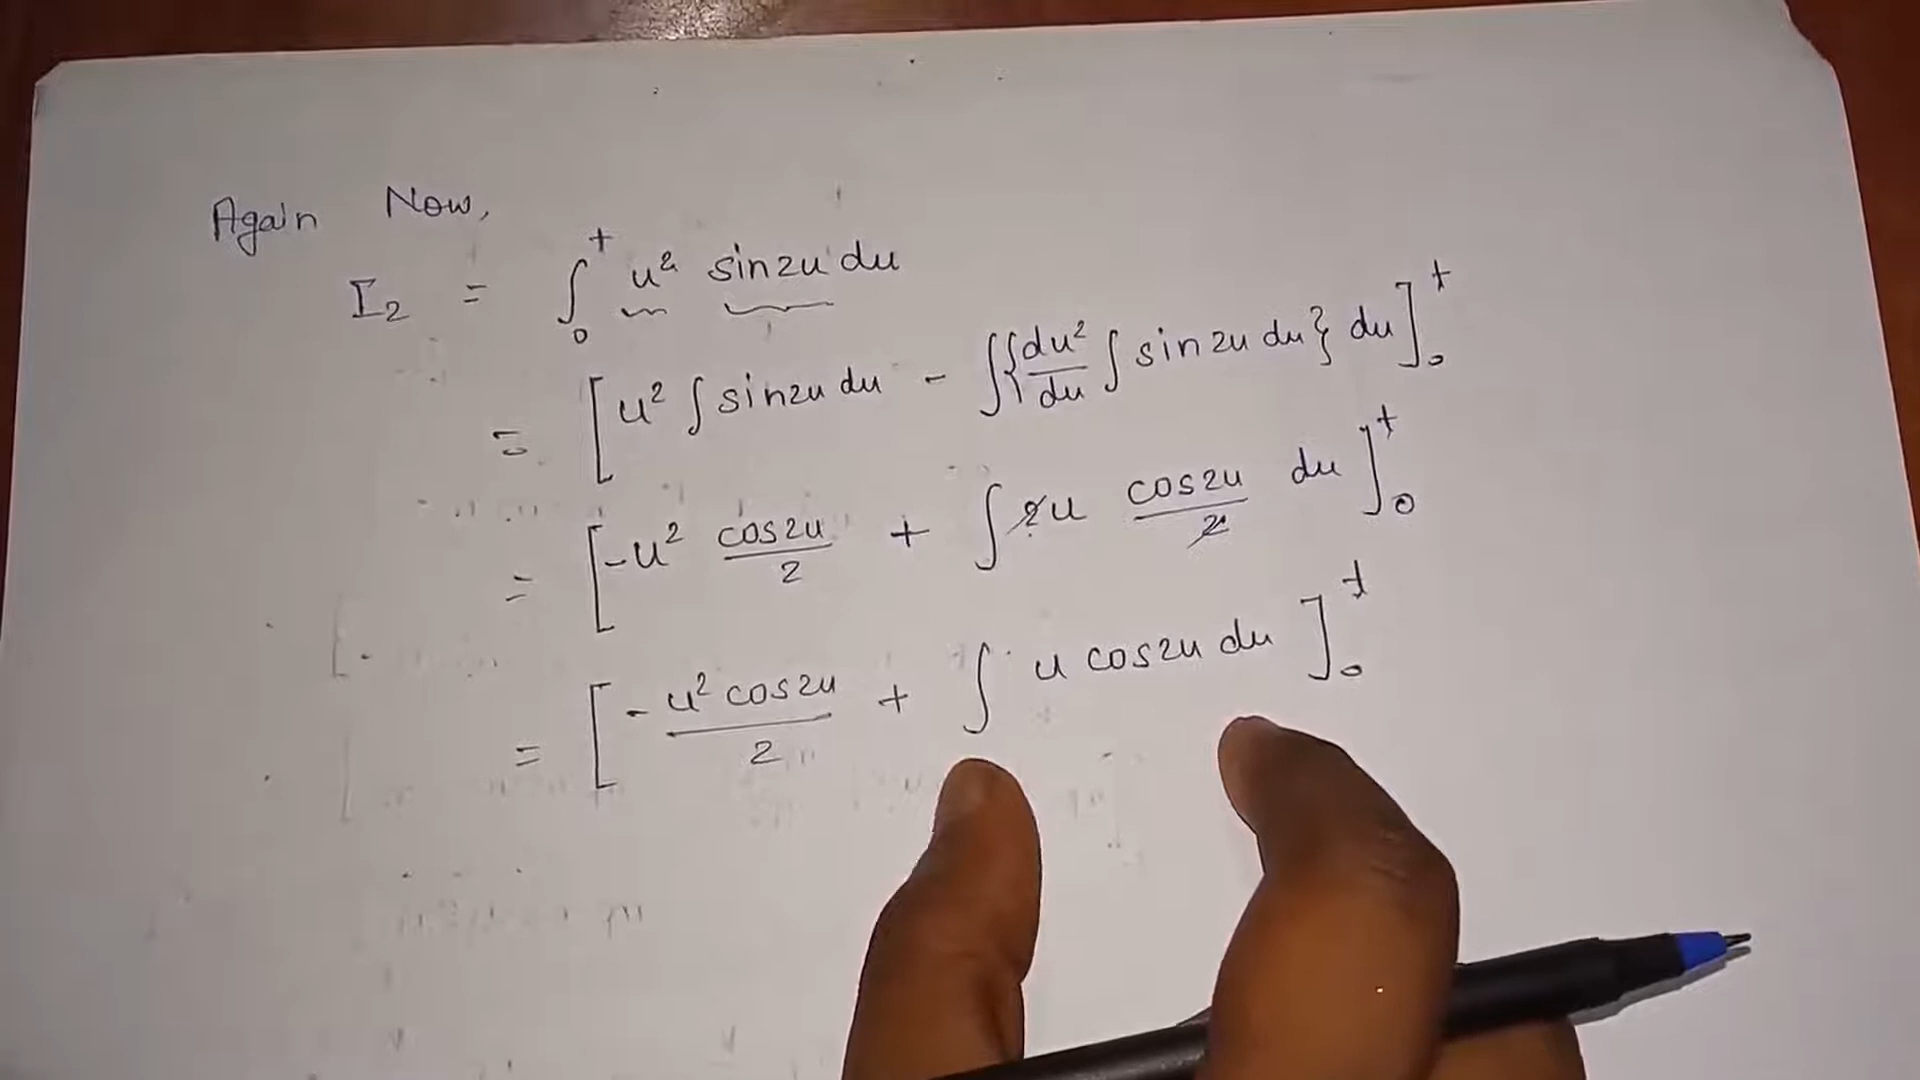 Again Now,
I₂ = ∫₀ᵗ u² sin2u du
= [u² ∫ sin2u du - ∫{du²/du ∫ sin2u du} du]₀ᵗ
= [-u² cos2u/2 + ∫ 2u cos2u/2 du]₀ᵗ
= [-u² cos2u/2 + ∫ u cos2u du]₀ᵗ